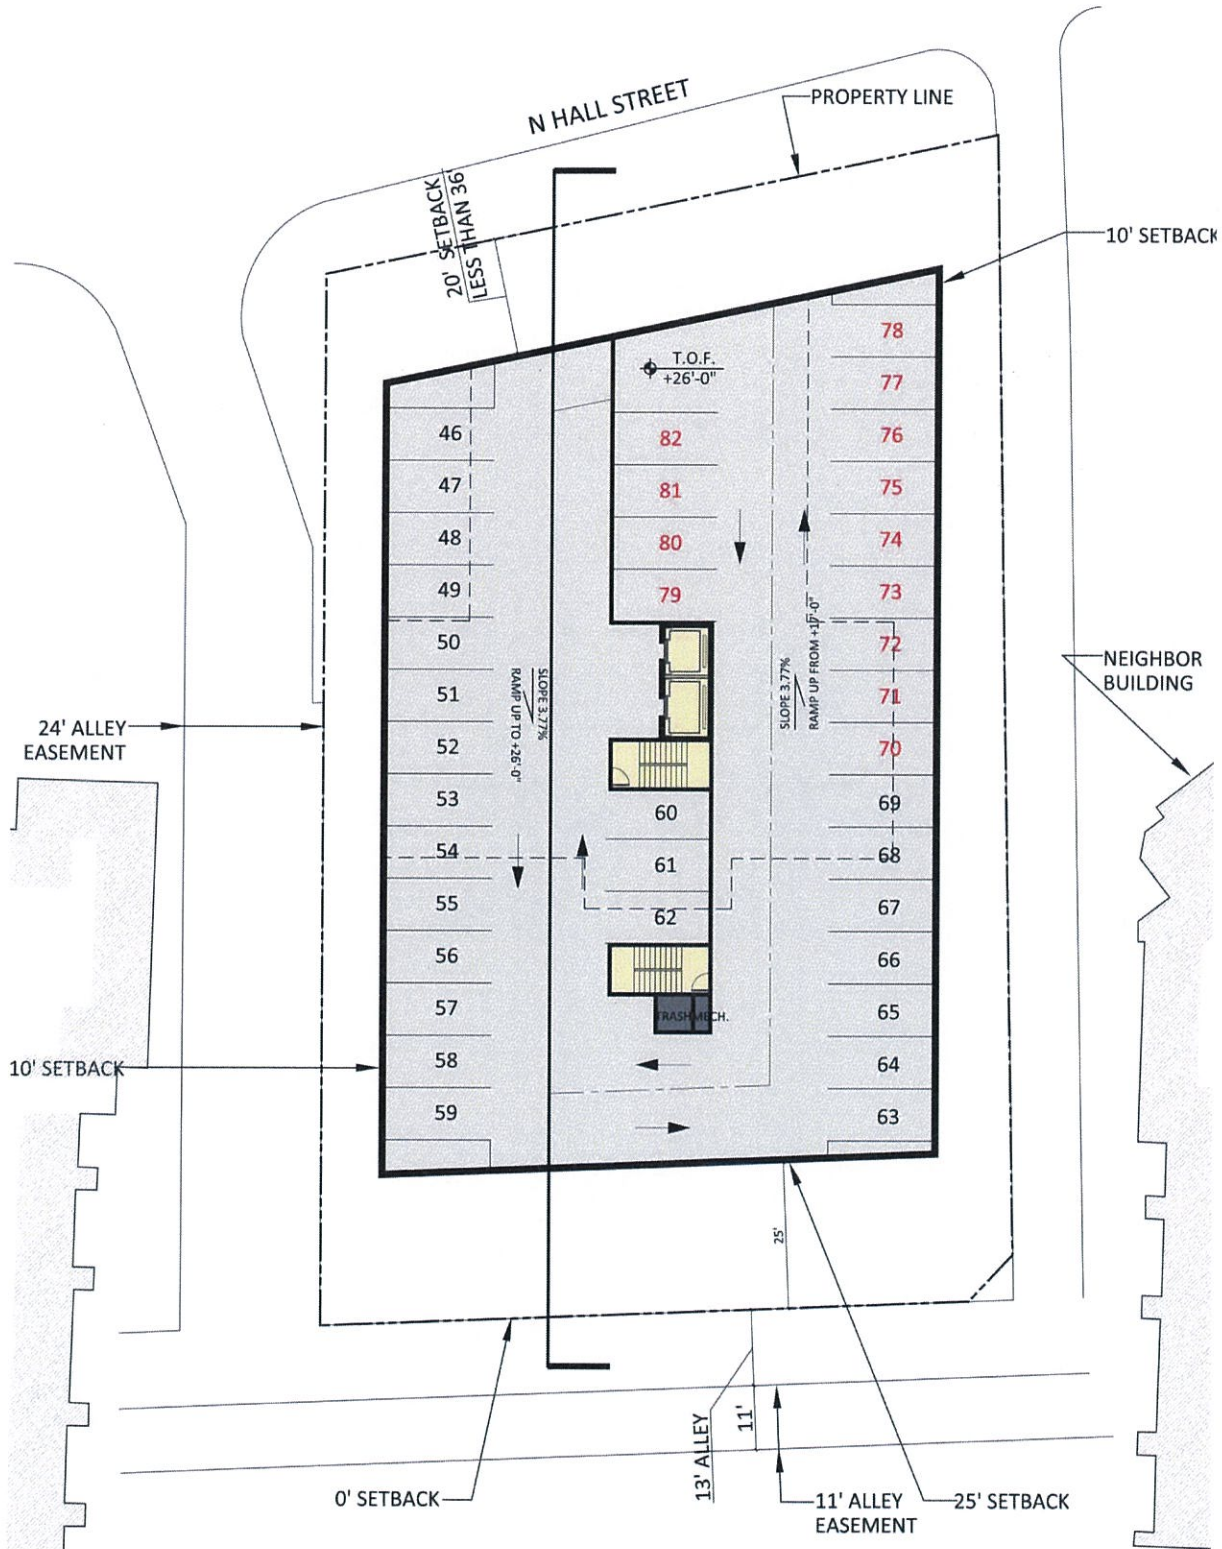 N HALL STREET
PROPERTY LINE
20' SETBACK
LESS THAN 36'
10' SETBACK
T.O.F.
+26'-0"
78
77
82
76
46
81
75
47
80
74
48
79
73
49
72
50
71
51
70
52
SLOPE 3.77%
RAMP UP TO +26'-0"
SLOPE 3.77%
RAMP UP FROM +17'-0"
NEIGHBOR
BUILDING
24' ALLEY
EASEMENT
53
60
69
54
61
68
55
62
67
56
66
57
TRASH
MECH.
65
58
64
59
63
10' SETBACK
25'
13' ALLEY
11'
0' SETBACK
11' ALLEY
EASEMENT
25' SETBACK